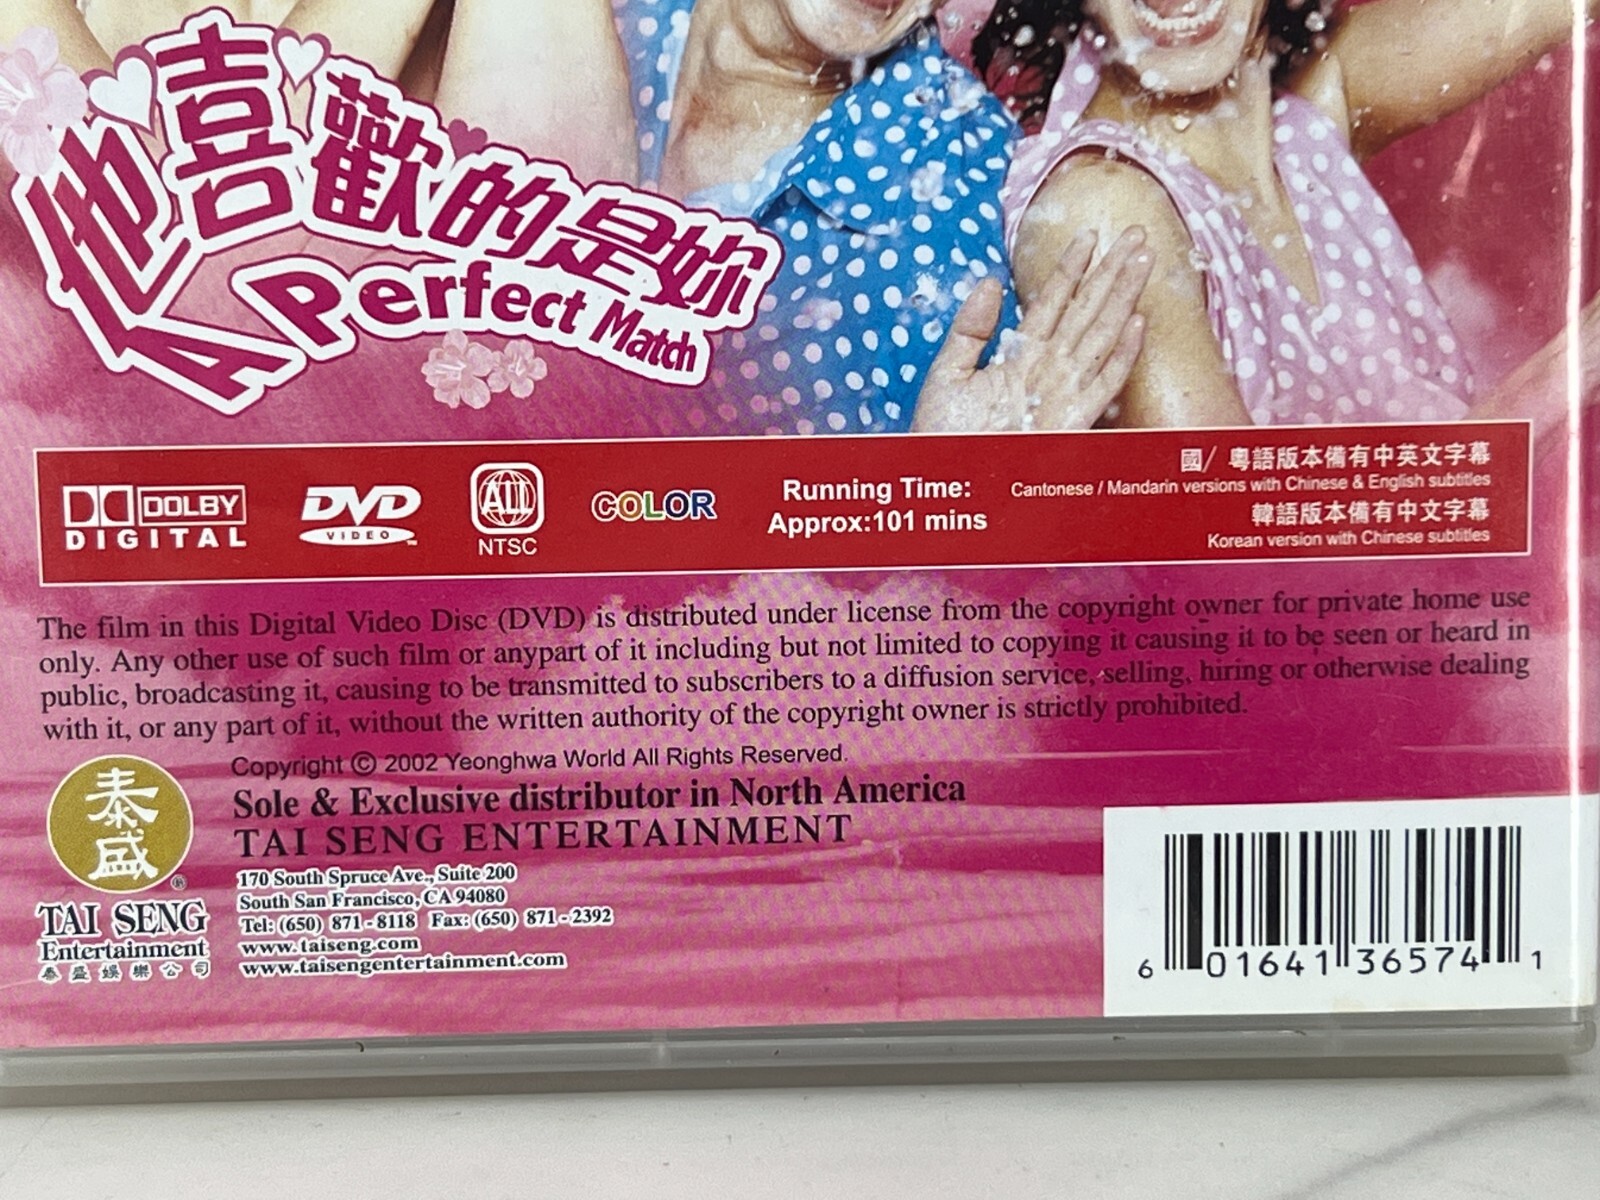 他喜歡的是妳
A Perfect Match
DOLBY
DIGITAL
DVD
VIDEO
ALL
NTSC
COLOR
Running Time:
Approx:101 mins
國/ 粵語版本備有中英文字幕
Cantonese / Mandarin versions with Chinese & English subtitles
韓語版本備有中文字幕
Korean version with Chinese subtitles
The film in this Digital Video Disc (DVD) is distributed under license from the copyright owner for private home use
only. Any other use of such film or anypart of it including but not limited to copying it causing it to be seen or heard in
public, broadcasting it, causing to be transmitted to subscribers to a diffusion service, selling, hiring or otherwise dealing
with it, or any part of it, without the written authority of the copyright owner is strictly prohibited.
Copyright © 2002 Yeonghwa World All Rights Reserved.
Sole & Exclusive distributor in North America
TAI SENG ENTERTAINMENT
170 South Spruce Ave., Suite 200
South San Francisco, CA 94080
Tel: (650) 871-8118 Fax: (650) 871-2392
www.taiseng.com
www.taisengentertainment.com
泰盛
®
TAI SENG
Entertainment
泰盛娛樂公司
6 01641 36574 1